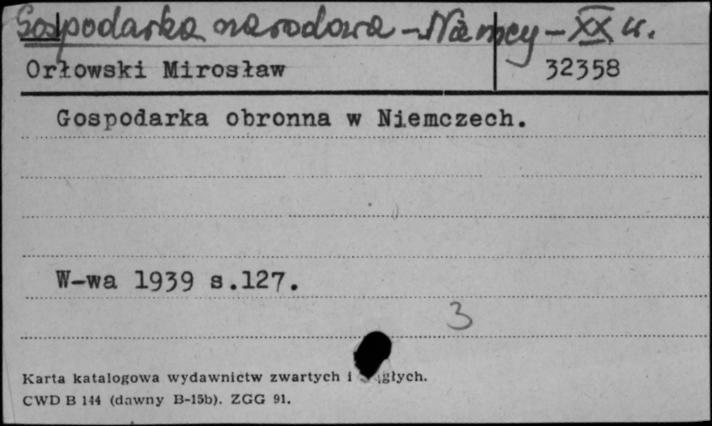 Gospodarka narodowa - Niemcy - XX w.
Orłowski Mirosław 32358
Gospodarka obronna w Niemczech.
W-wa 1939 s.127.
3
Karta katalogowa wydawnictw zwartych i
CWD B 144 (dawny B-15b). ZGG 91.